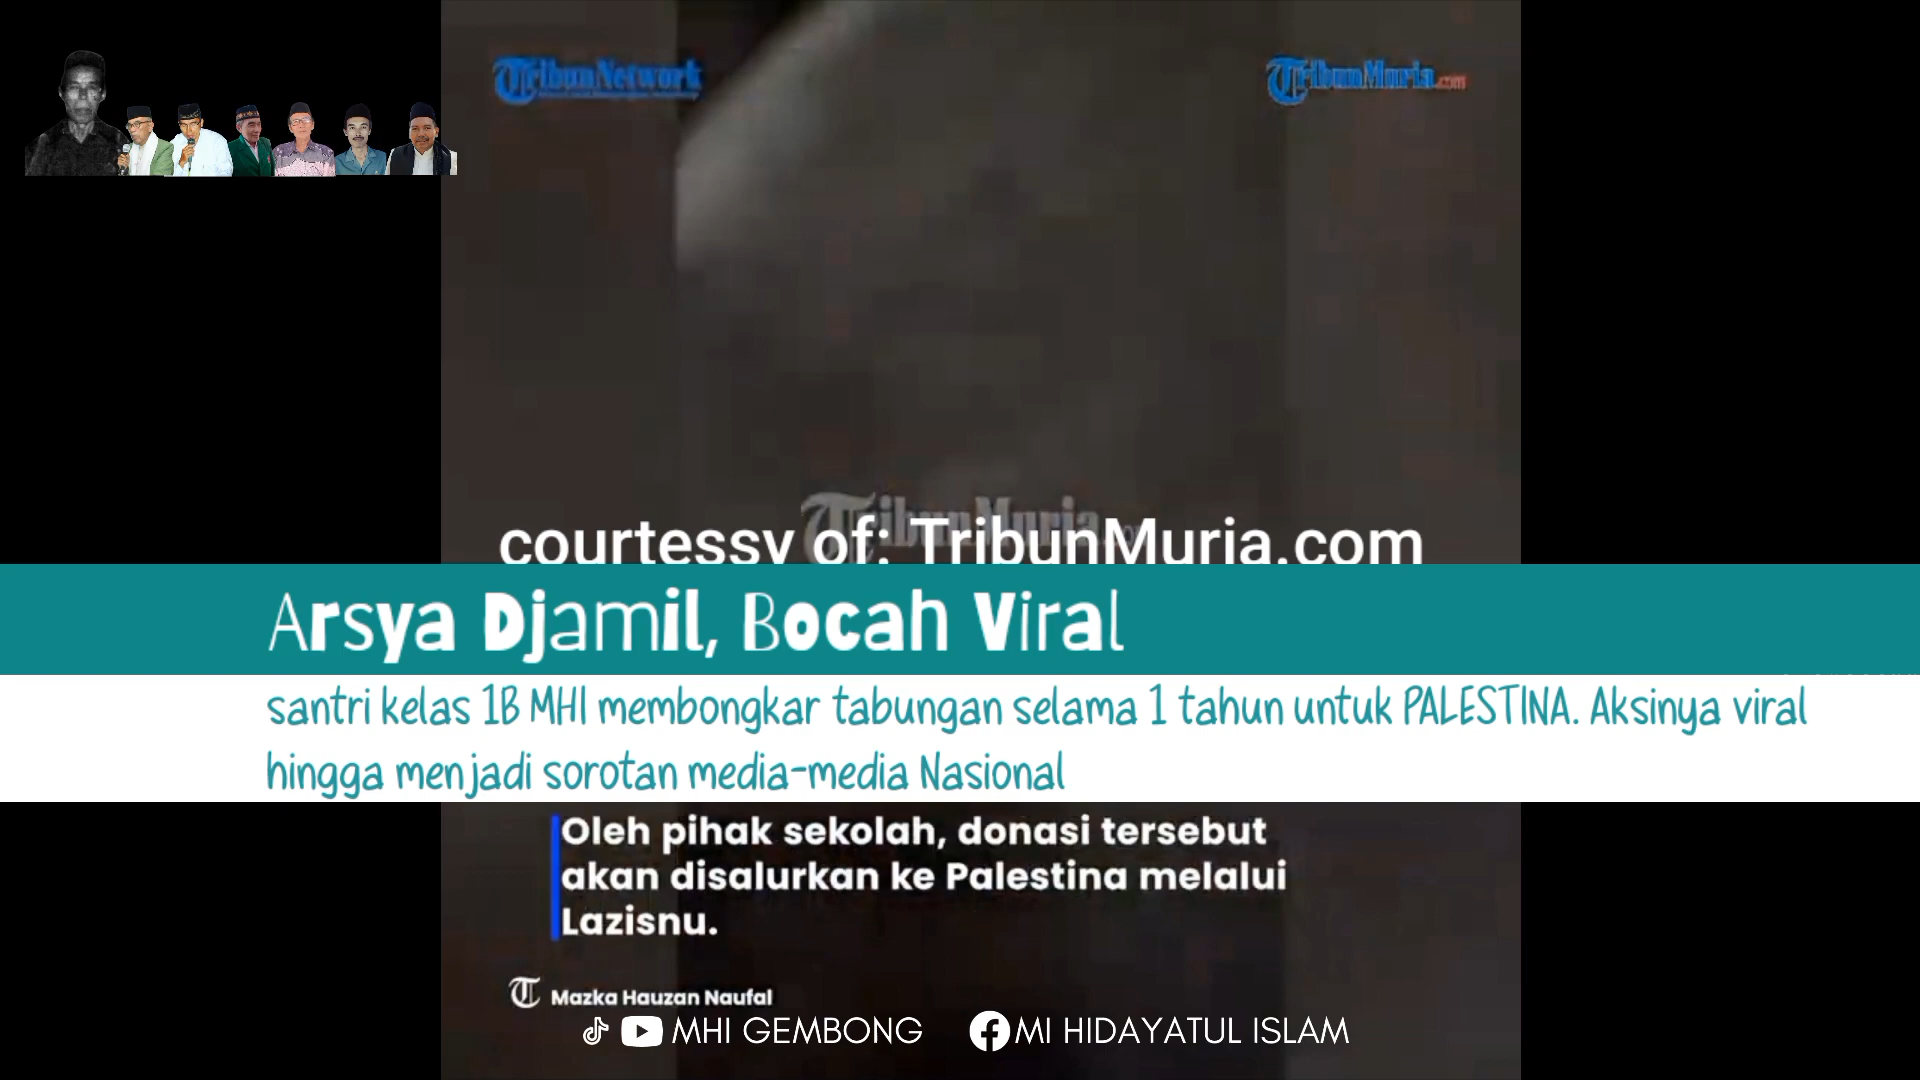 TribunNetwork
TribunMuria.com
TribunMuria.com
courtessy of: TribunMuria.com
Arsya Djamil, Bocah Viral
santri kelas 1B MHI membongkar tabungan selama 1 tahun untuk PALESTINA. Aksinya viral
hingga menjadi sorotan media-media Nasional
Oleh pihak sekolah, donasi tersebut
akan disalurkan ke Palestina melalui
Lazisnu.
Mazka Hauzan Naufal
MHI GEMBONG MI HIDAYATUL ISLAM